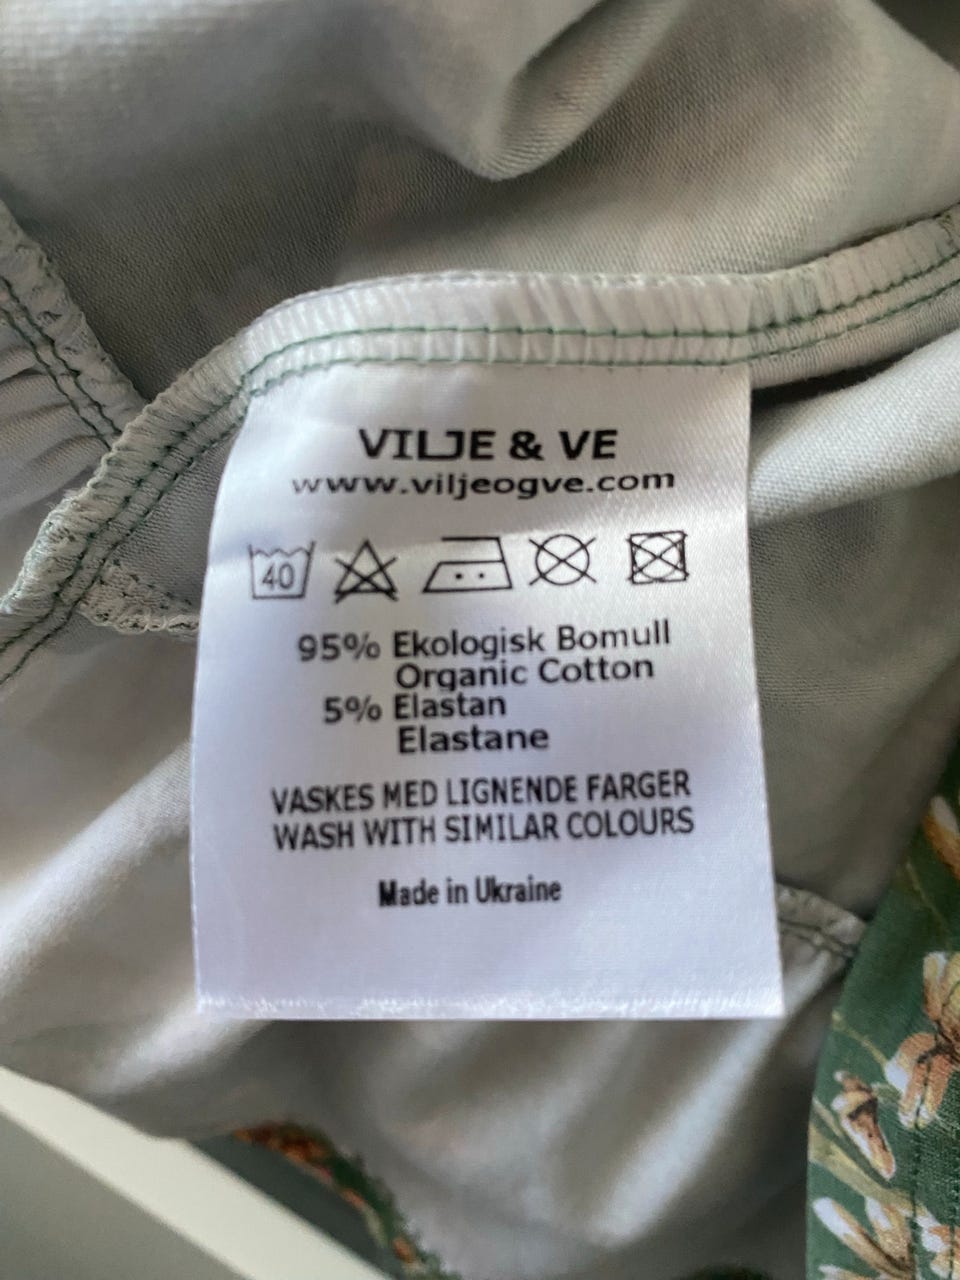 VILJE & VE
www.viljeogve.com
40
95% Ekologisk Bomull
Organic Cotton
5% Elastan
Elastane
VASKES MED LIGNENDE FARGER
WASH WITH SIMILAR COLOURS
Made in Ukraine